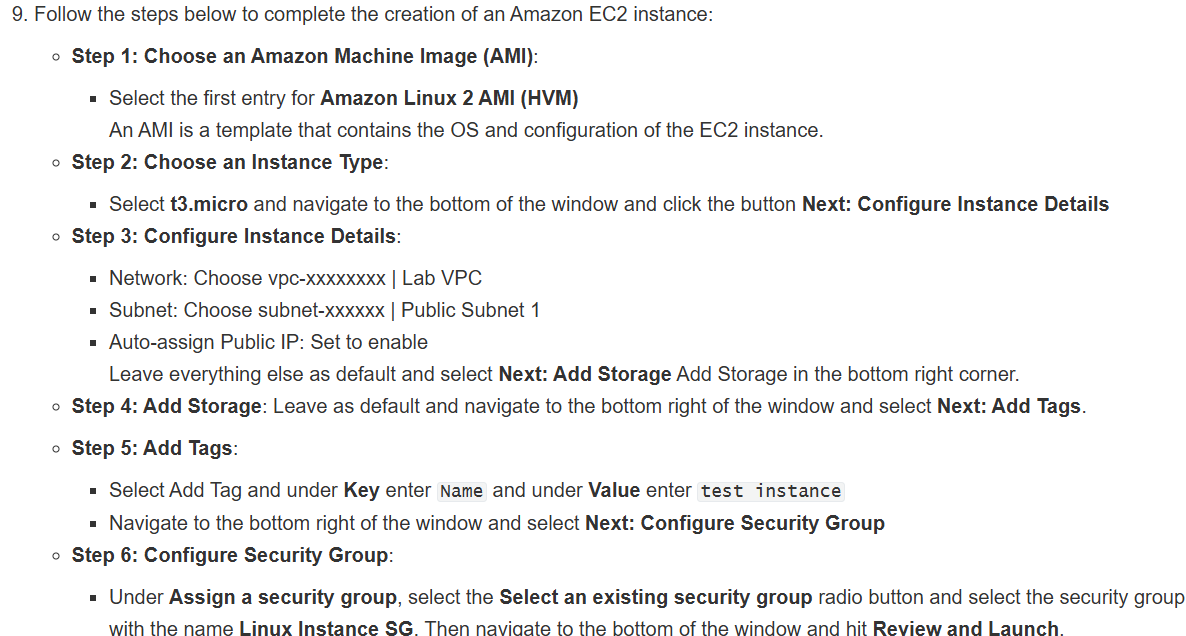 9. Follow the steps below to complete the creation of an Amazon EC2 instance:
Step 1: Choose an Amazon Machine Image (AMI):
Select the first entry for Amazon Linux 2 AMI (HVM)
An AMI is a template that contains the OS and configuration of the EC2 instance.
Step 2: Choose an Instance Type:
Select t3.micro and navigate to the bottom of the window and click the button Next: Configure Instance Details
Step 3: Configure Instance Details:
Network: Choose vpc-xxxxxxxx | Lab VPC
Subnet: Choose subnet-xxxxxx | Public Subnet 1
Auto-assign Public IP: Set to enable
Leave everything else as default and select Next: Add Storage Add Storage in the bottom right corner.
Step 4: Add Storage: Leave as default and navigate to the bottom right of the window and select Next: Add Tags.
Step 5: Add Tags:
Select Add Tag and under Key enter Name and under Value enter test instance
Navigate to the bottom right of the window and select Next: Configure Security Group
Step 6: Configure Security Group:
Under Assign a security group, select the Select an existing security group radio button and select the security group
with the name Linux Instance SG. Then navigate to the bottom of the window and hit Review and Launch.